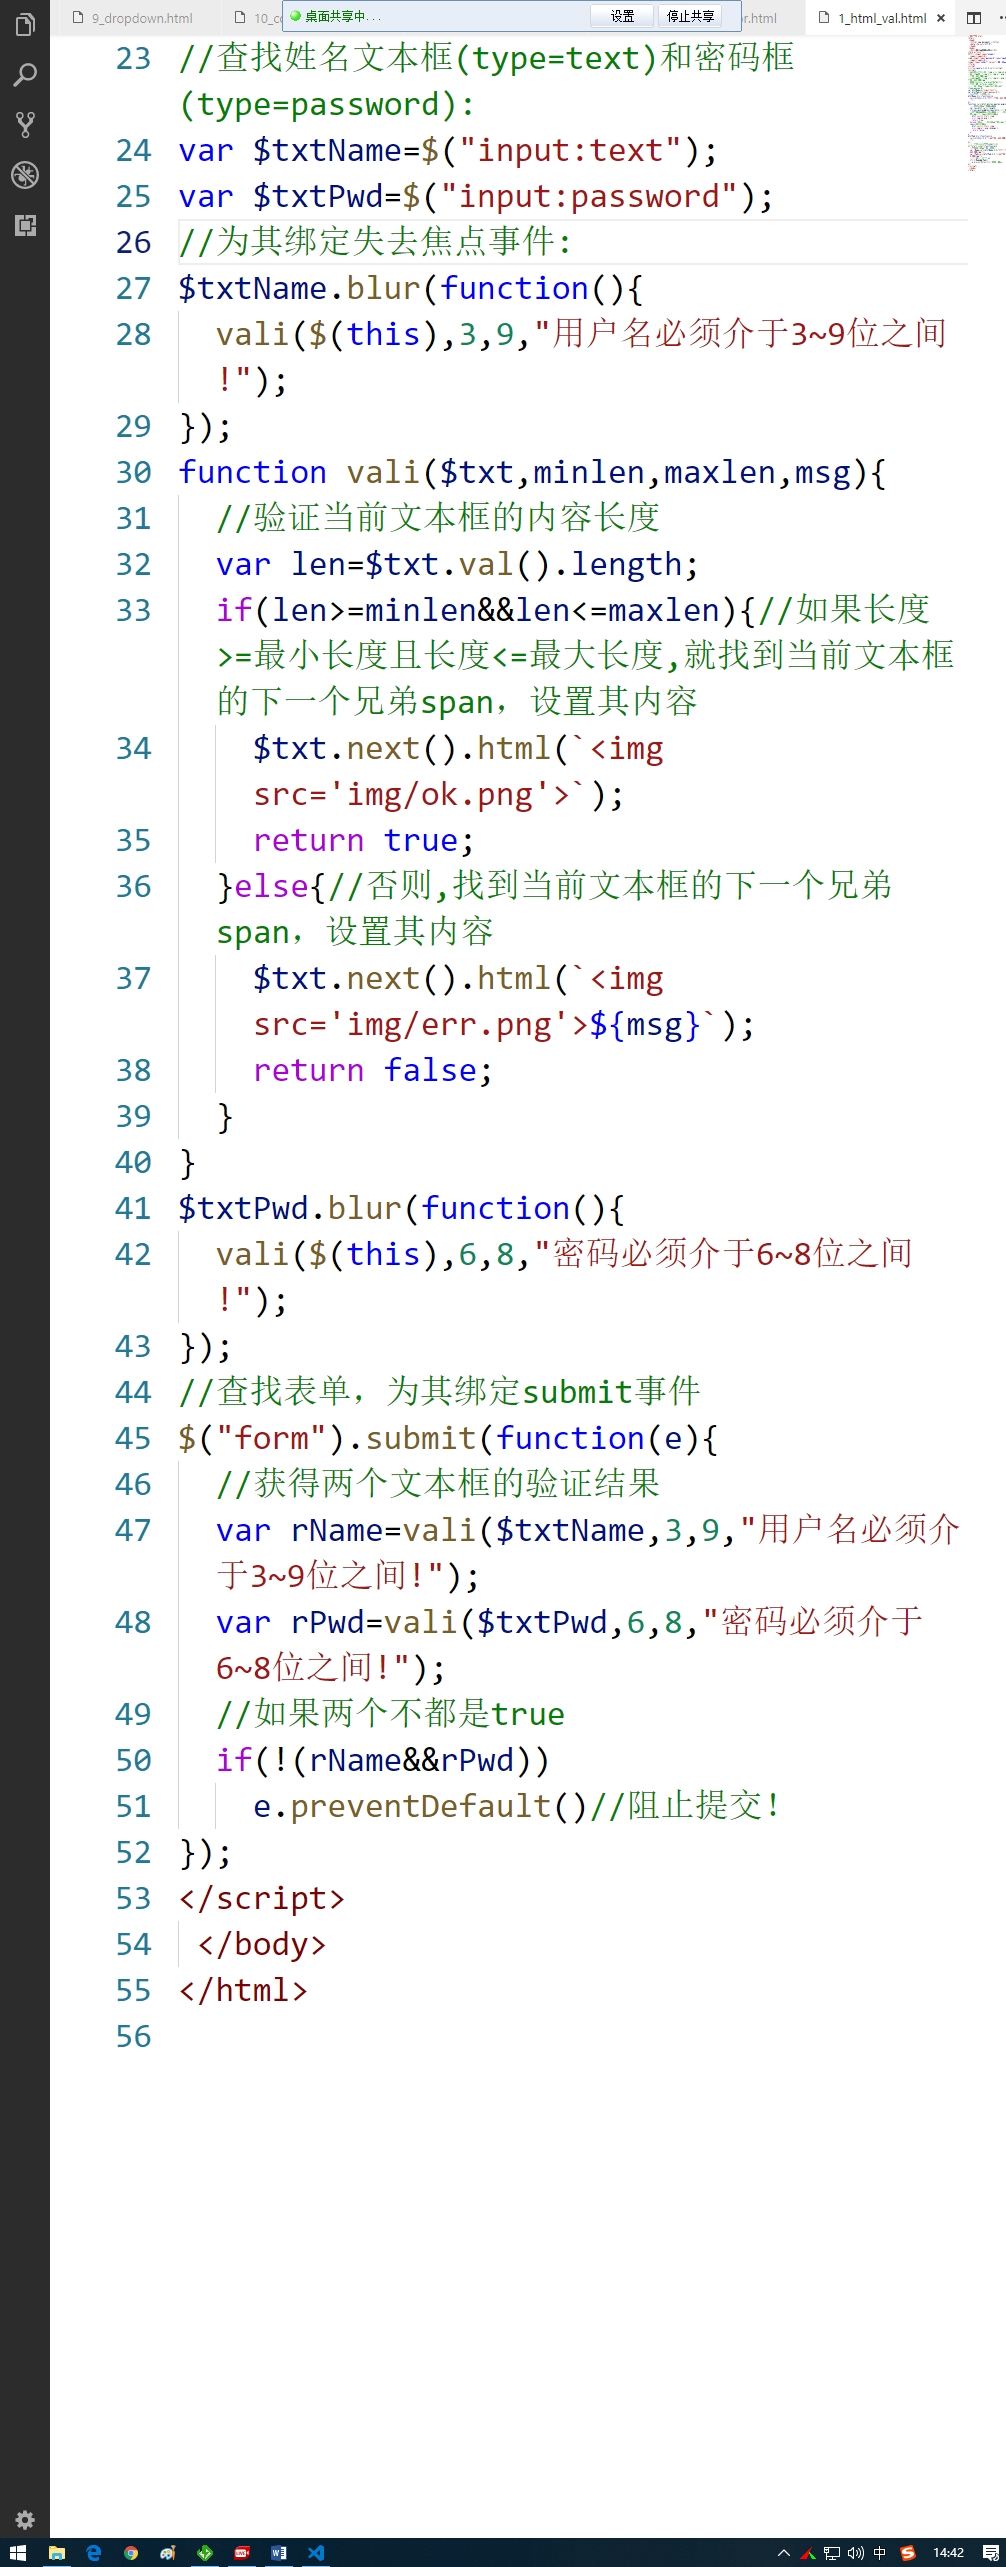 9_dropdown.html
10_c
桌面共享中...
设置
停止共享
or.html
1_html_val.html
23 //查找姓名文本框(type=text)和密码框
(type=password):
24 var $txtName=$("input:text");
25 var $txtPwd=$("input:password");
26 //为其绑定失去焦点事件:
27 $txtName.blur(function(){
28 vali($(this),3,9,"用户名必须介于3~9位之间
!");
29 });
30 function vali($txt,minlen,maxlen,msg){
31 //验证当前文本框的内容长度
32 var len=$txt.val().length;
33 if(len>=minlen&&len<=maxlen){//如果长度
>=最小长度且长度<=最大长度,就找到当前文本框
的下一个兄弟span，设置其内容
34 $txt.next().html(`<img
src='img/ok.png'>`);
35 return true;
36 }else{//否则,找到当前文本框的下一个兄弟
span，设置其内容
37 $txt.next().html(`<img
src='img/err.png'>${msg}`);
38 return false;
39 }
40 }
41 $txtPwd.blur(function(){
42 vali($(this),6,8,"密码必须介于6~8位之间
!");
43 });
44 //查找表单，为其绑定submit事件
45 $("form").submit(function(e){
46 //获得两个文本框的验证结果
47 var rName=vali($txtName,3,9,"用户名必须介
于3~9位之间!");
48 var rPwd=vali($txtPwd,6,8,"密码必须介于
6~8位之间!");
49 //如果两个不都是true
50 if(!(rName&&rPwd))
51 e.preventDefault()//阻止提交!
52 });
53 </script>
54 </body>
55 </html>
56
中
14:42